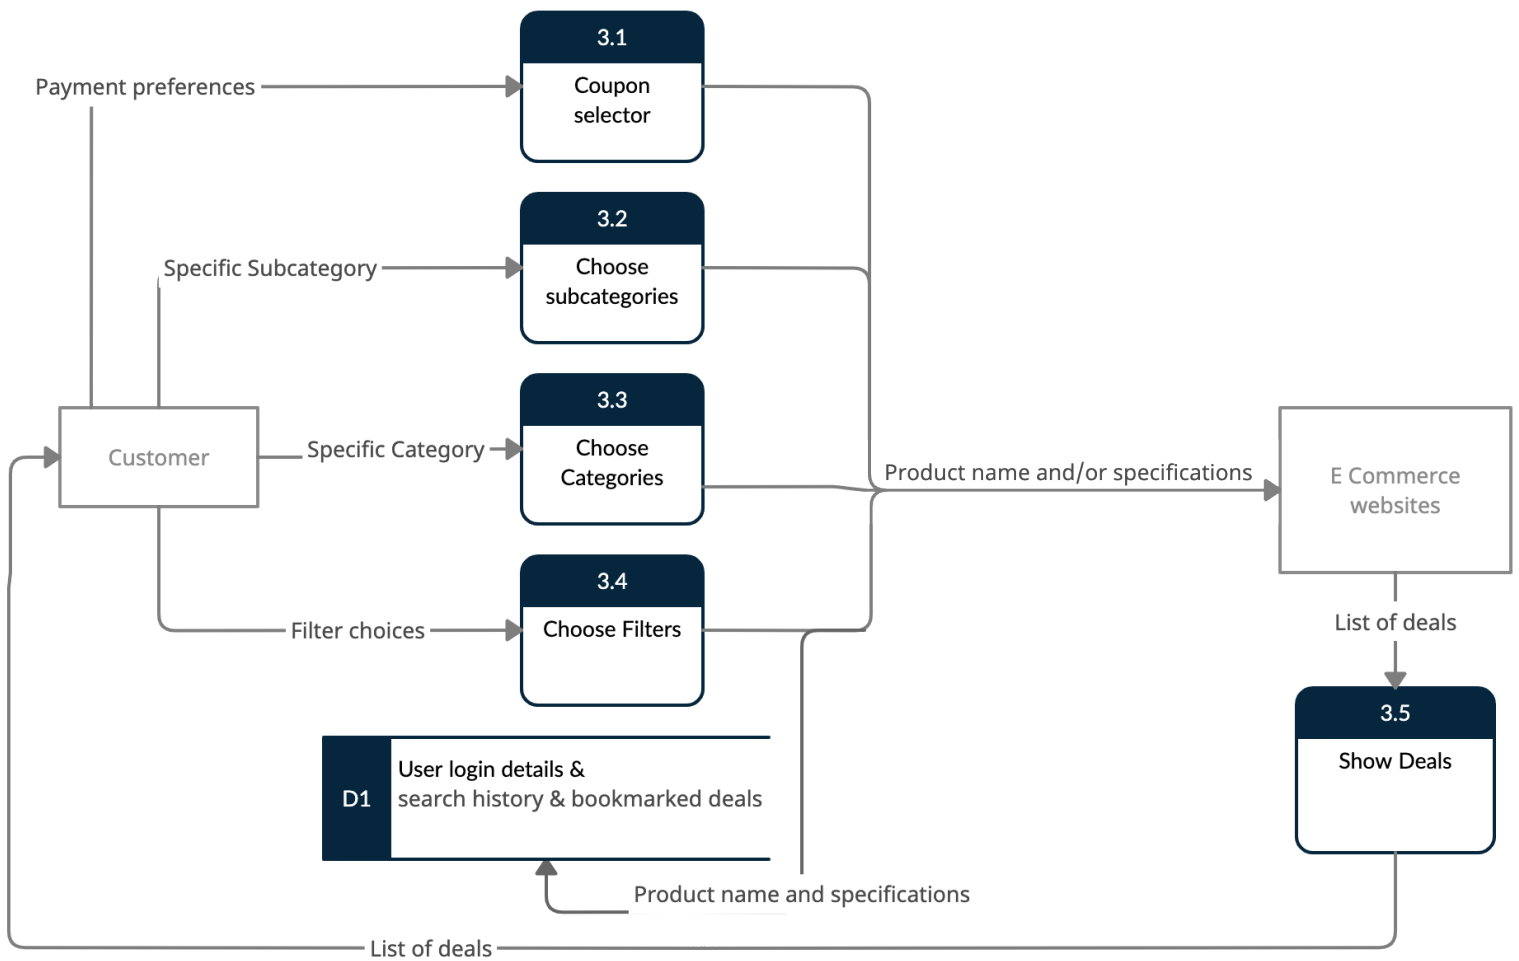 3.1
Payment preferences
Coupon
selector
3.2
Specific Subcategory
Choose
subcategories
3.3
Customer
Specific Category
Choose
Categories
Product name and/or specifications
E Commerce
websites
3.4
Filter choices
Choose Filters
List of deals
3.5
Show Deals
D1
User login details &
search history & bookmarked deals
Product name and specifications
List of deals